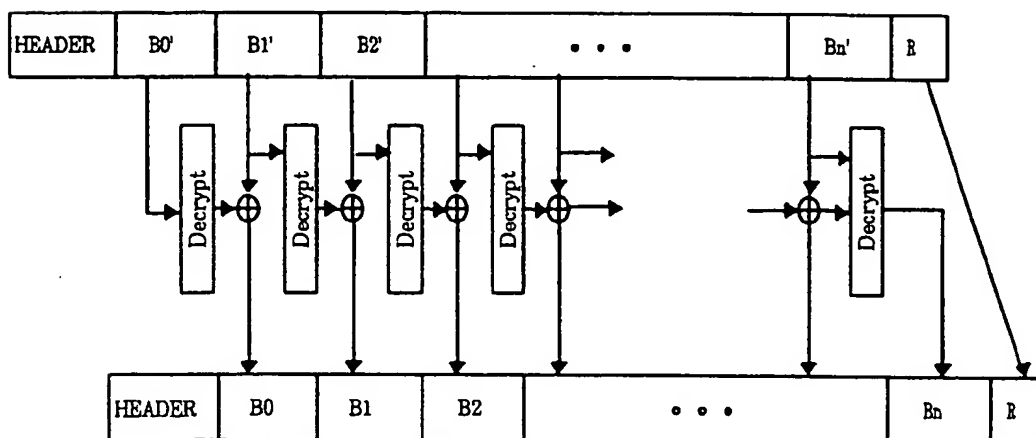 HEADER B0' B1' B2' • • • Bn' R
Decrypt Decrypt Decrypt Decrypt Decrypt
HEADER B0 B1 B2 • • • Bn R